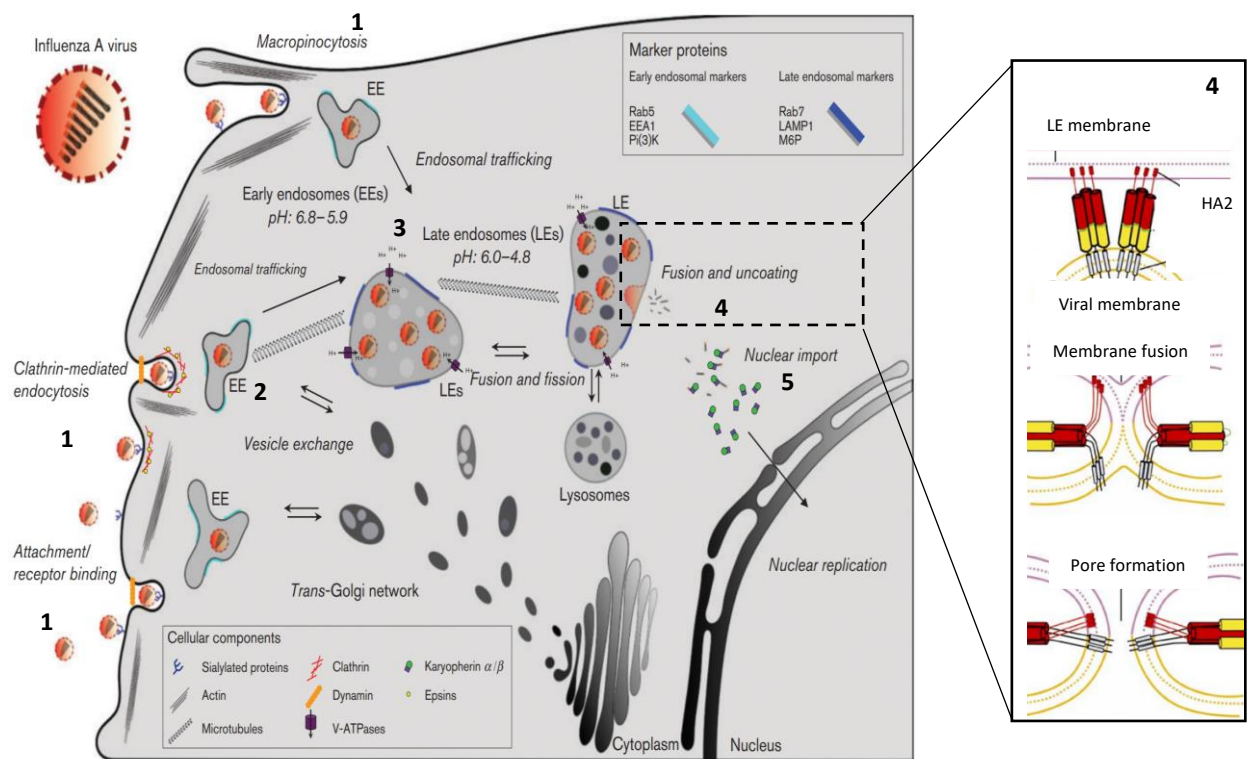 1
Influenza A virus
Macropinocytosis
EE
Marker proteins
Early endosomal markers
Late endosomal markers
Rab5
EEA1
Pi(3)K
Rab7
LAMP1
M6P
Endosomal trafficking
Early endosomes (EEs)
pH: 6.8–5.9
3
Late endosomes (LEs)
pH: 6.0–4.8
H+
H+
H+
H+
H+
H+
H+
H+
LE
Endosomal trafficking
H+
H+
H+
H+
H+
H+
H+
H+
Fusion and uncoating
4
Clathrin-mediated
endocytosis
EE
2
LEs
Fusion and fission
H+
H+
Nuclear import
5
1
Vesicle exchange
Lysosomes
EE
Attachment/
receptor binding
1
Trans-Golgi network
Nuclear replication
Cellular components
Sialylated proteins
Clathrin
Karyopherin α/β
Actin
Dynamin
Epsins
Microtubules
V-ATPases
Cytoplasm
Nucleus
4
LE membrane
HA2
Viral membrane
Membrane fusion
Pore formation